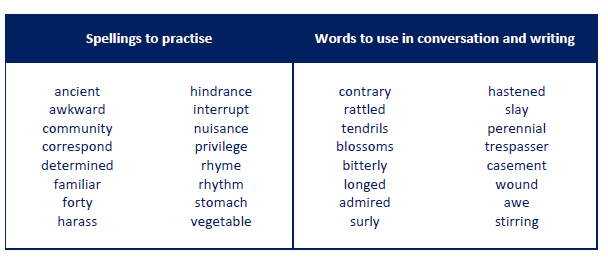 Spellings to practise Words to use in conversation and writing
ancient hindrance contrary hastened
awkward interrupt rattled slay
community nuisance tendrils perennial
correspond privilege blossoms trespasser
determined rhyme bitterly casement
familiar rhythm longed wound
forty stomach admired awe
harass vegetable surly stirring